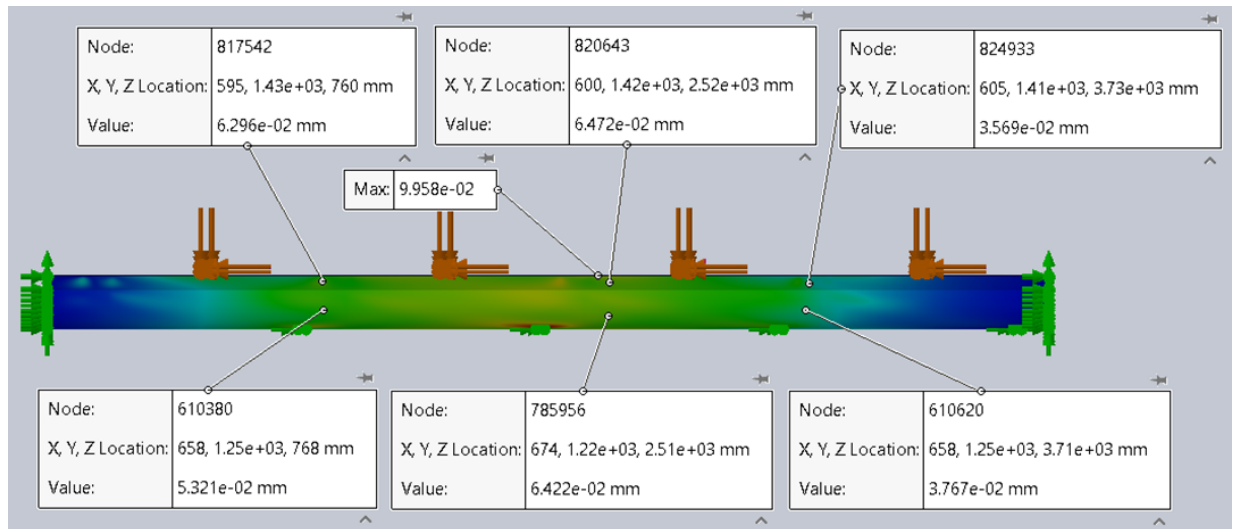 Node: 817542
X, Y, Z Location: 595, 1.43e+03, 760 mm
Value: 6.296e-02 mm
Node: 820643
X, Y, Z Location: 600, 1.42e+03, 2.52e+03 mm
Value: 6.472e-02 mm
Node: 824933
X, Y, Z Location: 605, 1.41e+03, 3.73e+03 mm
Value: 3.569e-02 mm
Max: 9.958e-02
Node: 610380
X, Y, Z Location: 658, 1.25e+03, 768 mm
Value: 5.321e-02 mm
Node: 785956
X, Y, Z Location: 674, 1.22e+03, 2.51e+03 mm
Value: 6.422e-02 mm
Node: 610620
X, Y, Z Location: 658, 1.25e+03, 3.71e+03 mm
Value: 3.767e-02 mm